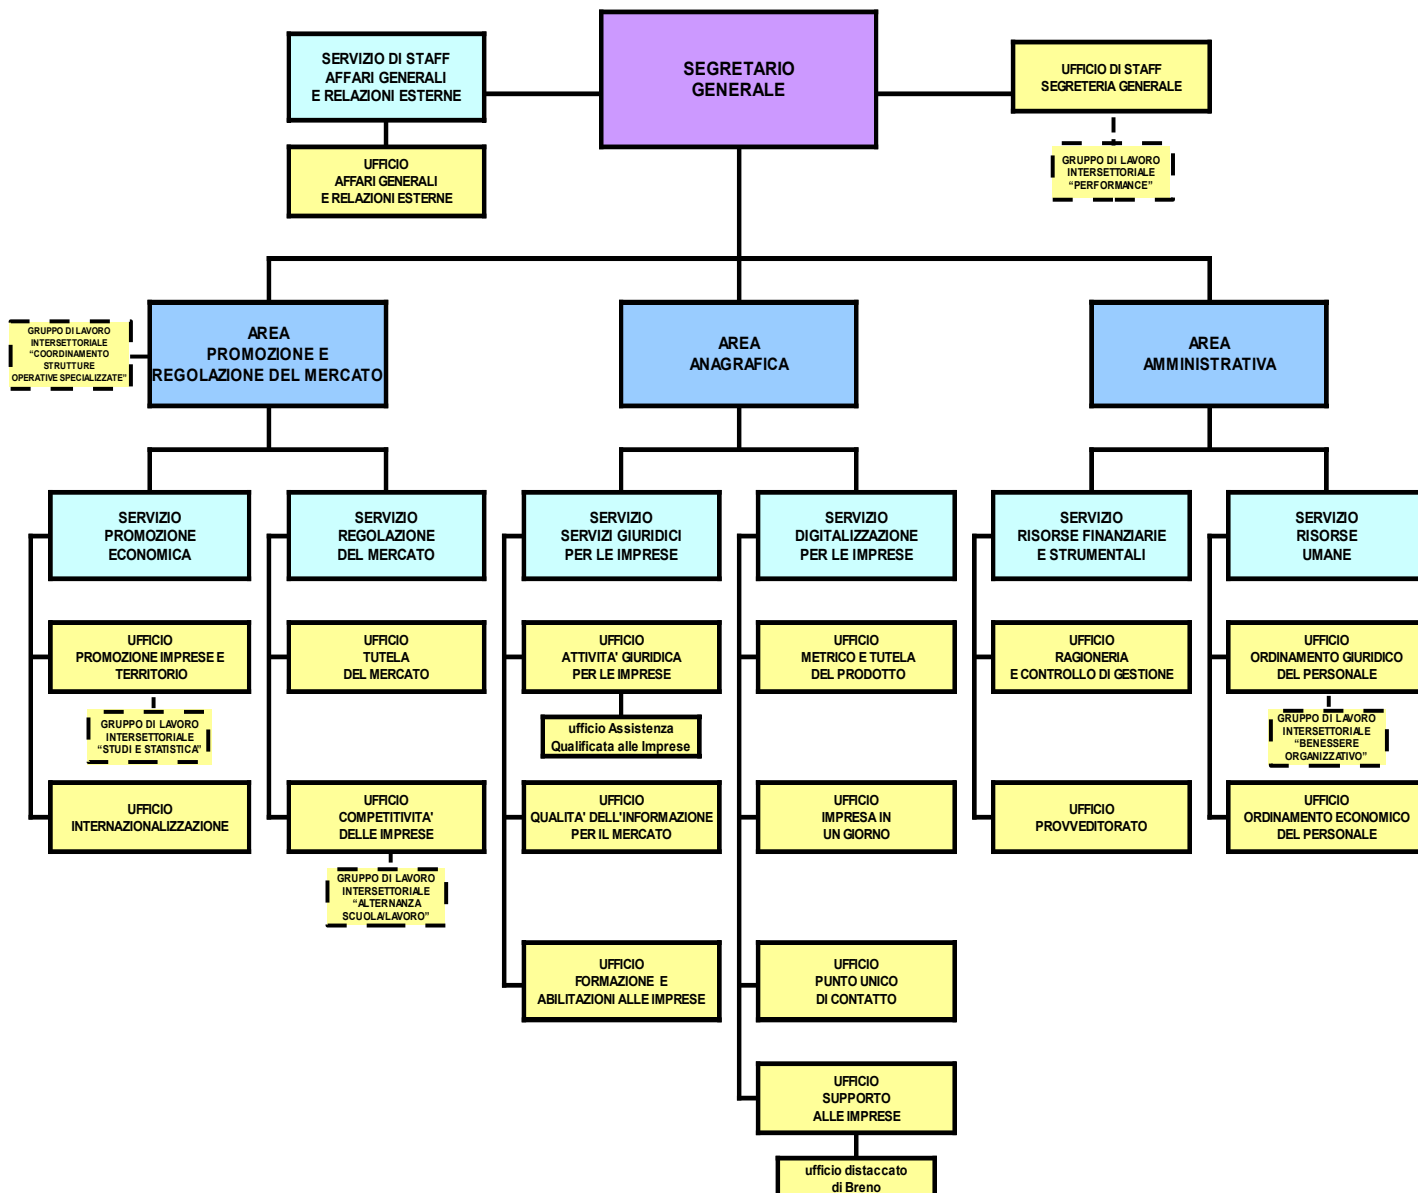 SERVIZIO DI STAFF
AFFARI GENERALI
E RELAZIONI ESTERNE
SEGRETARIO
GENERALE
UFFICIO DI STAFF
SEGRETERIA GENERALE
UFFICIO
AFFARI GENERALI
E RELAZIONI ESTERNE
GRUPPO DI LAVORO
INTERSETTORIALE
“PERFORMANCE”
GRUPPO DI LAVORO
INTERSETTORIALE
“COORDINAMENTO
STRUTTURE
OPERATIVE SPECIALIZZATE”
AREA
PROMOZIONE E
REGOLAZIONE DEL MERCATO
AREA
ANAGRAFICA
AREA
AMMINISTRATIVA
SERVIZIO
PROMOZIONE
ECONOMICA
SERVIZIO
REGOLAZIONE
DEL MERCATO
SERVIZIO
SERVIZI GIURIDICI
PER LE IMPRESE
SERVIZIO
DIGITALIZZAZIONE
PER LE IMPRESE
SERVIZIO
RISORSE FINANZIARIE
E STRUMENTALI
SERVIZIO
RISORSE
UMANE
UFFICIO
PROMOZIONE IMPRESE E
TERRITORIO
UFFICIO
TUTELA
DEL MERCATO
UFFICIO
ATTIVITA' GIURIDICA
PER LE IMPRESE
UFFICIO
METRICO E TUTELA
DEL PRODOTTO
UFFICIO
RAGIONERIA
E CONTROLLO DI GESTIONE
UFFICIO
ORDINAMENTO GIURIDICO
DEL PERSONALE
GRUPPO DI LAVORO
INTERSETTORIALE
“STUDI E STATISTICA”
ufficio Assistenza
Qualificata alle Imprese
GRUPPO DI LAVORO
INTERSETTORIALE
“BENESSERE
ORGANIZZATIVO”
UFFICIO
INTERNAZIONALIZZAZIONE
UFFICIO
COMPETITIVITA'
DELLE IMPRESE
UFFICIO
QUALITA' DELL'INFORMAZIONE
PER IL MERCATO
UFFICIO
IMPRESA IN
UN GIORNO
UFFICIO
PROVVEDITORATO
UFFICIO
ORDINAMENTO ECONOMICO
DEL PERSONALE
GRUPPO DI LAVORO
INTERSETTORIALE
“ALTERNANZA
SCUOLA/LAVORO”
UFFICIO
FORMAZIONE E
ABILITAZIONI ALLE IMPRESE
UFFICIO
PUNTO UNICO
DI CONTATTO
UFFICIO
SUPPORTO
ALLE IMPRESE
ufficio distaccato
di Breno